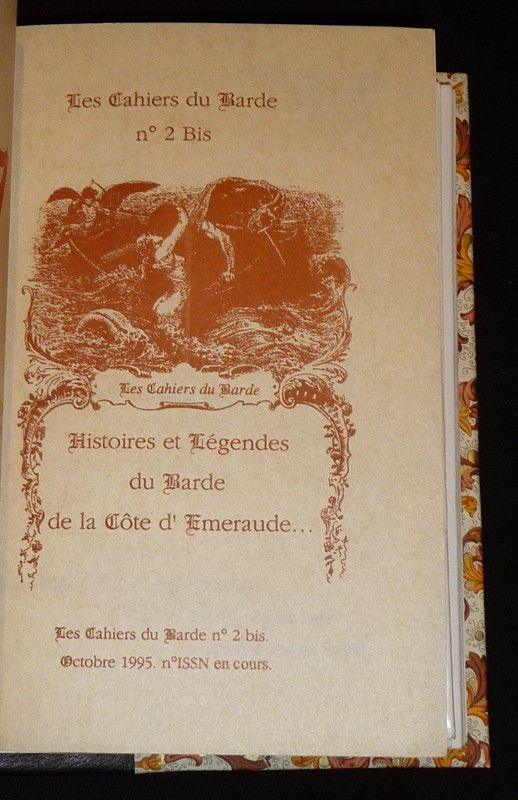 Les Cahiers du Barde
n° 2 Bis
Les Cahiers du Barde
Histoires et Légendes
du Barde
de la Côte d' Emeraude...
Les Cahiers du Barde n° 2 bis.
Octobre 1995. n°ISSN en cours.